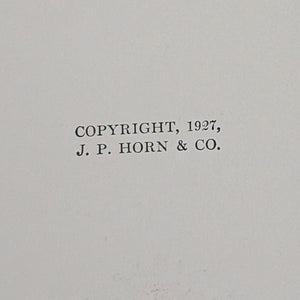 COPYRIGHT, 1927,
J. P. HORN & CO.